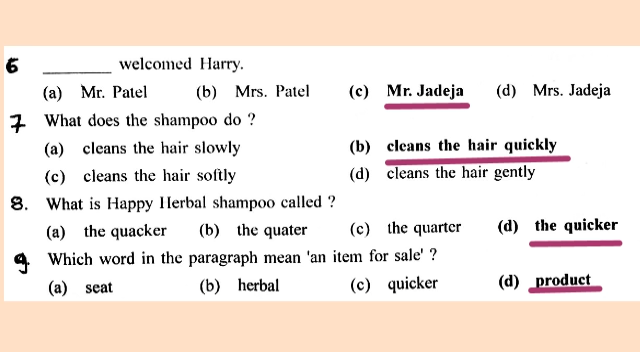 6 ________ welcomed Harry.
(a) Mr. Patel (b) Mrs. Patel (c) Mr. Jadeja (d) Mrs. Jadeja
7 What does the shampoo do ?
(a) cleans the hair slowly (b) cleans the hair quickly
(c) cleans the hair softly (d) cleans the hair gently
8. What is Happy Herbal shampoo called ?
(a) the quacker (b) the quater (c) the quarter (d) the quicker
9. Which word in the paragraph mean 'an item for sale' ?
(a) seat (b) herbal (c) quicker (d) product